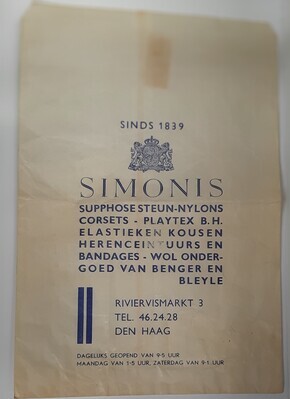 SINDS 1839
SIMONIS
SUPPHOSE STEUN-NYLONS
CORSETS - PLAYTEX B.H.
ELASTIEKEN KOUSEN
HERENCEINTUURS EN
BANDAGES - WOL ONDER-
GOED VAN BENGER EN
BLEYLE
RIVIERVISMARKT 3
TEL. 46.24.28
DEN HAAG
DAGELIJKS GEOPEND VAN 9-5 UUR
MAANDAG VAN 1-5 UUR, ZATERDAG VAN 9-1 UUR.